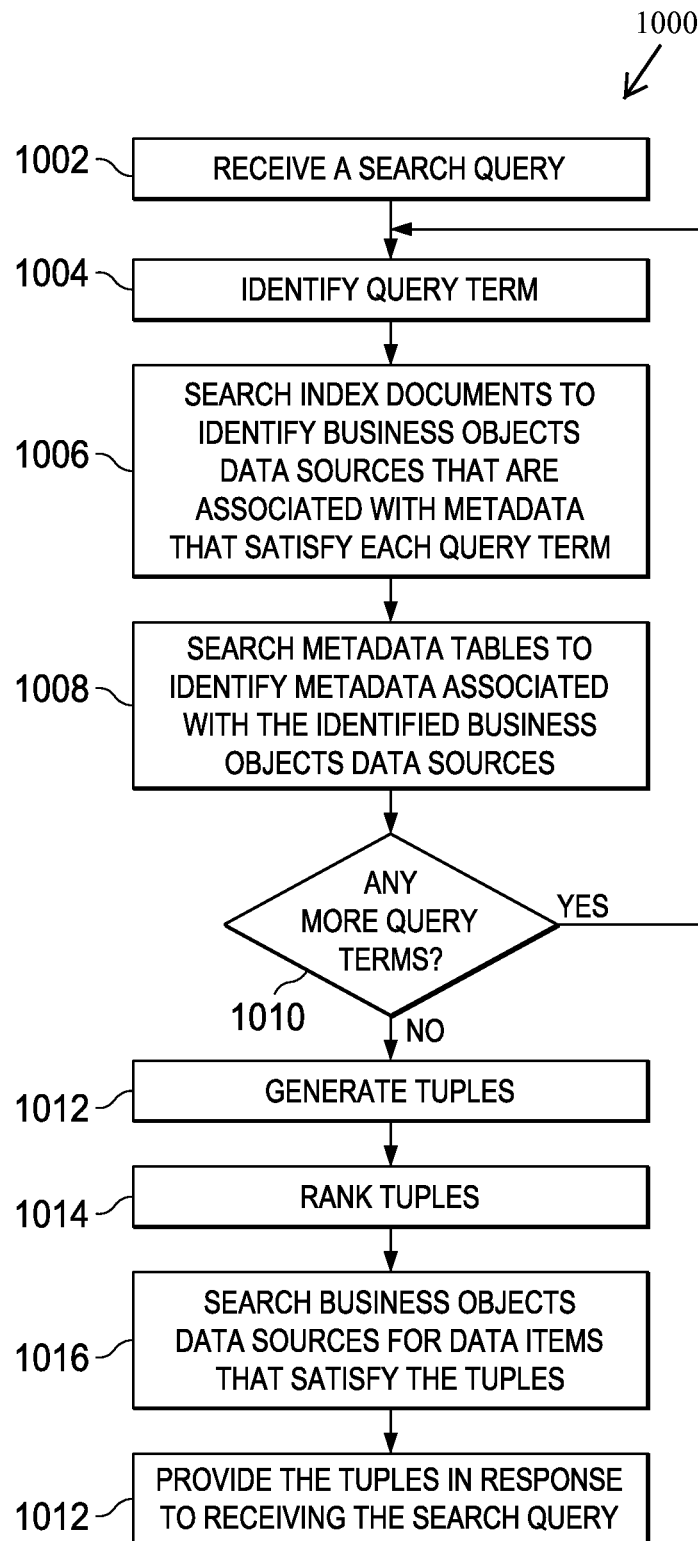 1000
1002
RECEIVE A SEARCH QUERY
1004
IDENTIFY QUERY TERM
1006
SEARCH INDEX DOCUMENTS TO
IDENTIFY BUSINESS OBJECTS
DATA SOURCES THAT ARE
ASSOCIATED WITH METADATA
THAT SATISFY EACH QUERY TERM
1008
SEARCH METADATA TABLES TO
IDENTIFY METADATA ASSOCIATED
WITH THE IDENTIFIED BUSINESS
OBJECTS DATA SOURCES
ANY
MORE QUERY
TERMS?
YES
1010
NO
1012
GENERATE TUPLES
1014
RANK TUPLES
1016
SEARCH BUSINESS OBJECTS
DATA SOURCES FOR DATA ITEMS
THAT SATISFY THE TUPLES
1012
PROVIDE THE TUPLES IN RESPONSE
TO RECEIVING THE SEARCH QUERY